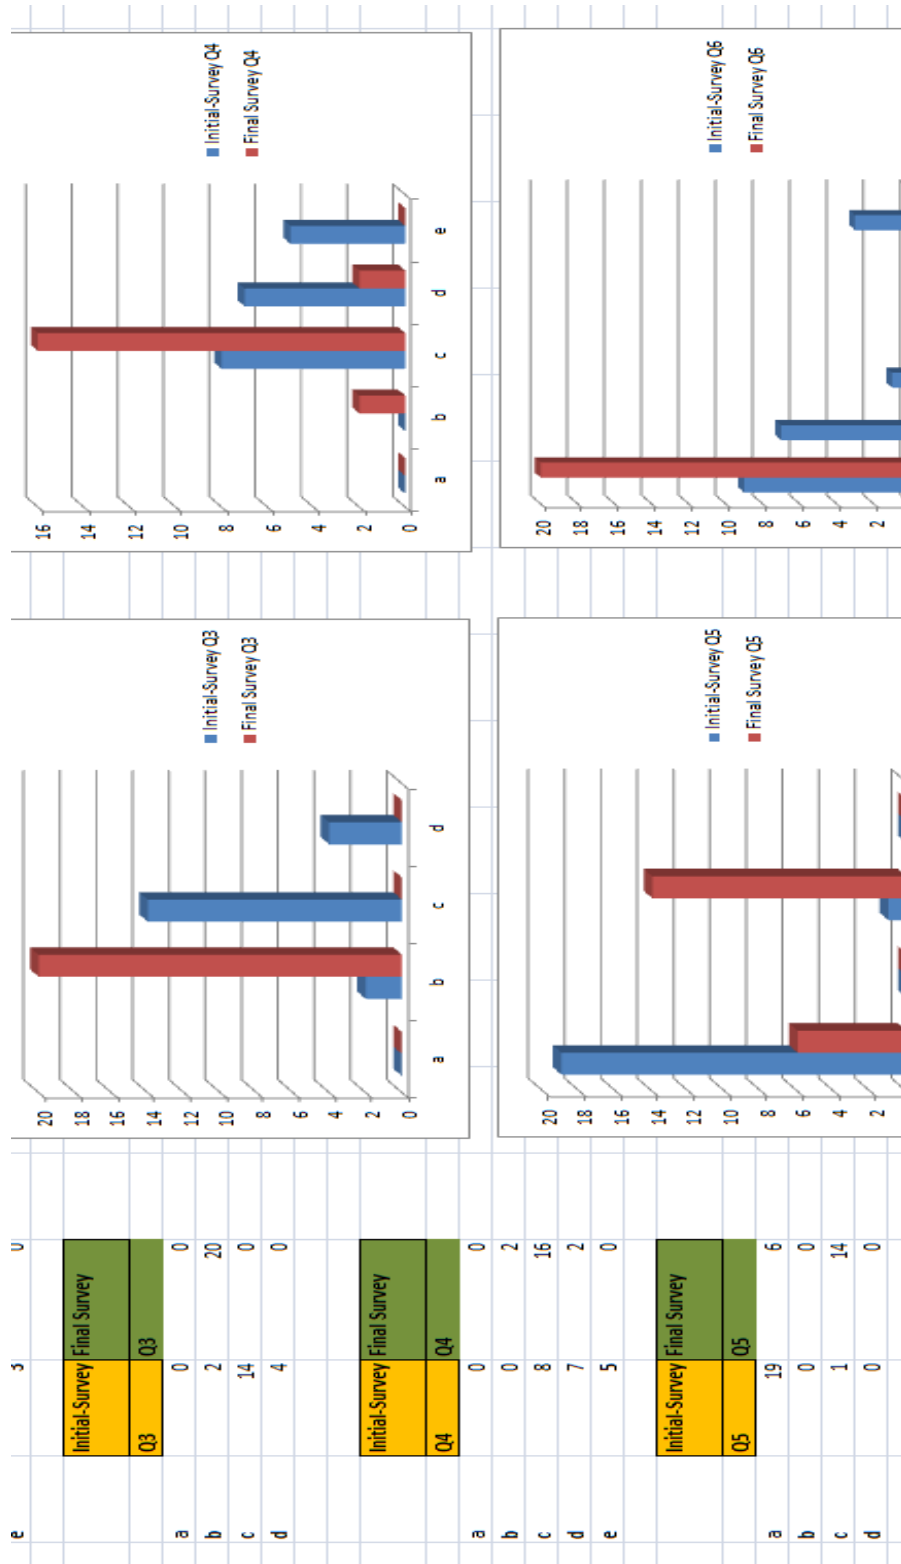 e 3 0
Initial-Survey Final Survey
Q3 Q3
a 0 0
b 2 20
c 14 0
d 4 0
Initial-Survey Final Survey
Q4 Q4
a 0 0
b 0 2
c 8 16
d 7 2
e 5 0
Initial-Survey Final Survey
Q5 Q5
a 19 6
b 0 0
c 1 14
d 0 0
20
18
16
14
12
10
8
6
4
2
0
a b c d
Initial-Survey Q3
Final Survey Q3
16
14
12
10
8
6
4
2
0
a b c d e
Initial-Survey Q4
Final Survey Q4
20
18
16
14
12
10
8
6
4
2
Initial-Survey Q5
Final Survey Q5
20
18
16
14
12
10
8
6
4
2
Initial-Survey Q6
Final Survey Q6